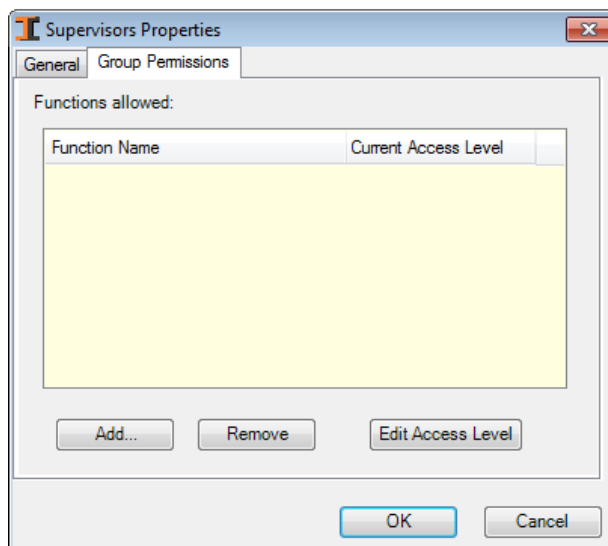 Supervisors Properties
General Group Permissions
Functions allowed:
Function Name Current Access Level
Add... Remove Edit Access Level
OK Cancel